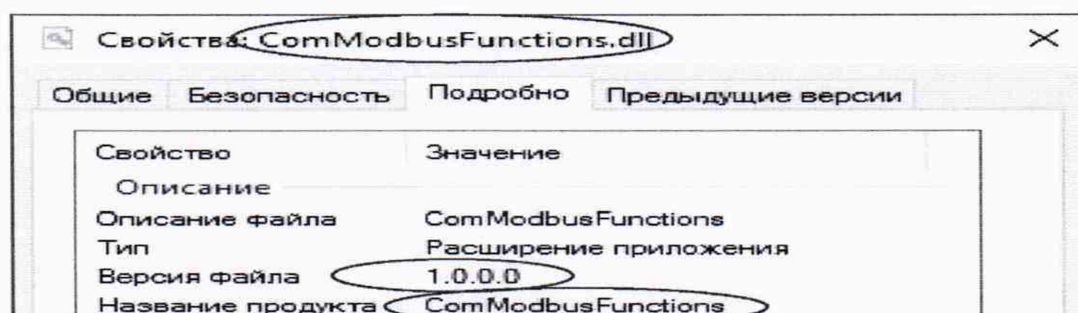 Свойства: ComModbusFunctions.dll
Общие Безопасность Подробно Предыдущие версии
Свойство Значение
Описание
Описание файла ComModbusFunctions
Тип Расширение приложения
Версия файла 1.0.0.0
Название продукта ComModbusFunctions